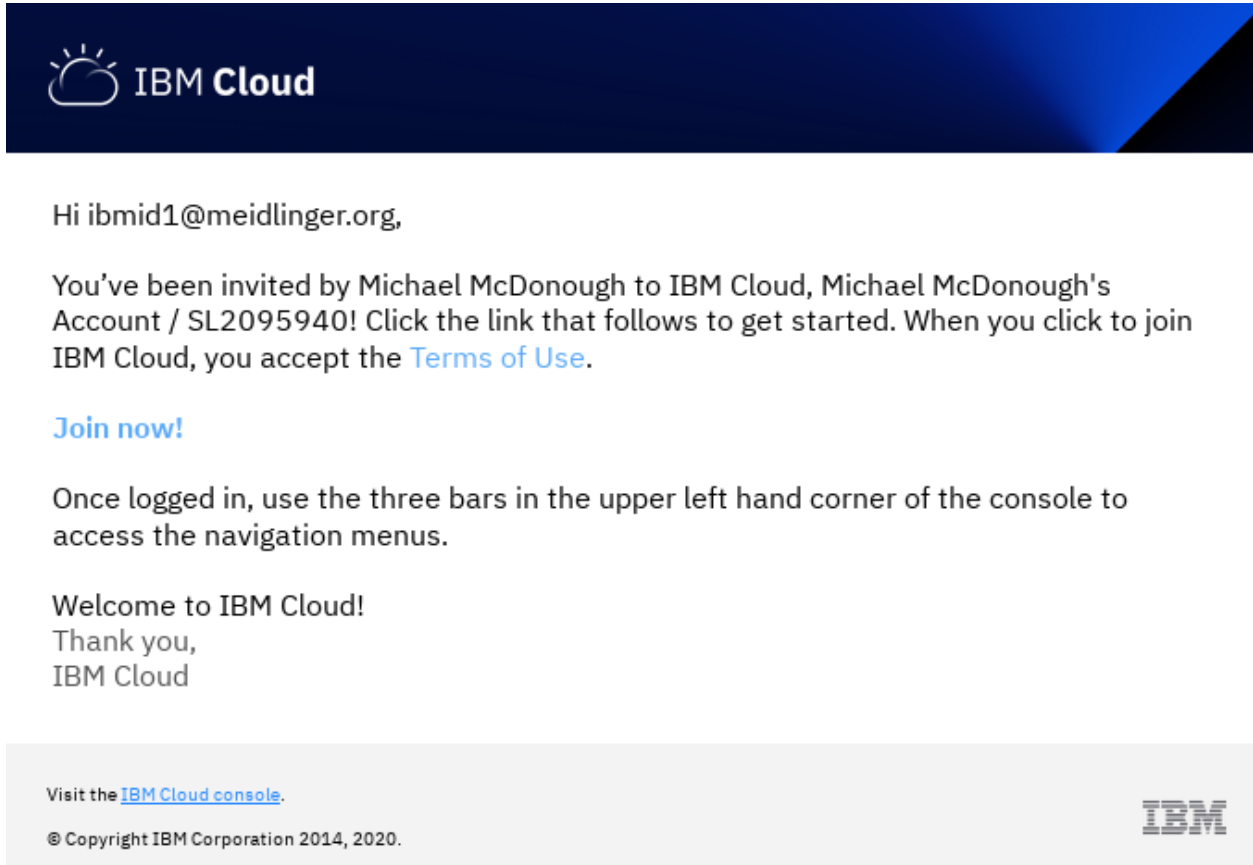 IBM Cloud
Hi ibmid1@meidlinger.org,
You’ve been invited by Michael McDonough to IBM Cloud, Michael McDonough's
Account / SL2095940! Click the link that follows to get started. When you click to join
IBM Cloud, you accept the Terms of Use.
Join now!
Once logged in, use the three bars in the upper left hand corner of the console to
access the navigation menus.
Welcome to IBM Cloud!
Thank you,
IBM Cloud
Visit the IBM Cloud console.
© Copyright IBM Corporation 2014, 2020.
IBM